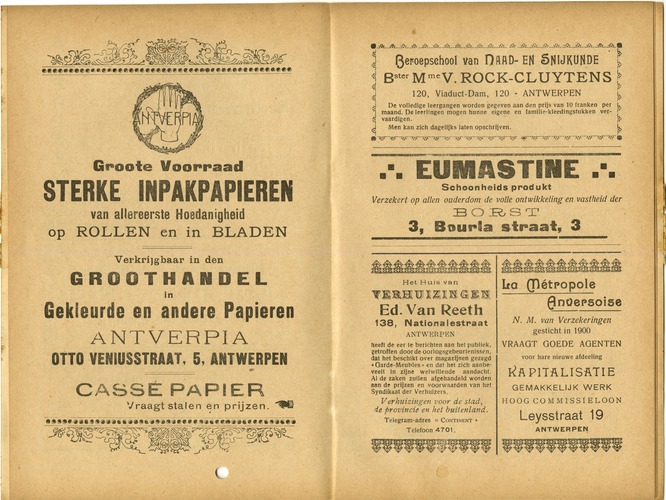 ANTVERPIA
Groote Voorraad
STERKE INPAKPAPIEREN
van allereerste Hoedanigheid
op ROLLEN en in BLADEN
Verkrijgbaar in den
GROOTHANDEL
in
Gekleurde en andere Papieren
ANTVERPIA
OTTO VENIUSSTRAAT, 5, ANTWERPEN
CASSÉ PAPIER
Vraagt stalen en prijzen.
Beroepschool van NAAD- EN SNIJKUNDE
Bster Mme V. ROCK-CLUYTENS
120, Viaduct-Dam, 120 - ANTWERPEN
De volledige leergangen worden gegeven aan den prijs van 10 franken per
maand. De leerlingen mogen hunne eigene en familie-kleedingstukken ver-
vaardigen.
Men kan zich dagelijks laten opschrijven.
EUMASTINE
Schoonheids produkt
Verzekert op allen ouderdom de volle ontwikkeling en vastheid der
BORST
3, Bourla straat, 3
Het Huis van
VERHUIZINGEN
Ed. Van Reeth
138, Nationalestraat
ANTWERPEN
heeft de eer te berichten aan het publiek,
getroffen door de oorlogsgebeurtenissen,
dat het beschikt over magazijnen gezegd
« Garde-Meubles » en dat het zich aanbe-
veelt in zijne welwillende aandacht.
Al de zaken zullen afgehandeld worden
aan de prijzen en voorwaarden van het
Syndikaat der Verhuizers.
Verhuizingen voor de stad,
de provincie en het buitenland.
Telegram-adres « CONTINENT »
Telefoon 4701.
La Métropole
Anversoise
N. M. van Verzekeringen
gesticht in 1900
VRAAGT GOEDE AGENTEN
voor hare nieuwe afdeeling
KAPITALISATIE
GEMAKKELIJK WERK
HOOG COMMISSIELOON
Leysstraat 19
ANTWERPEN